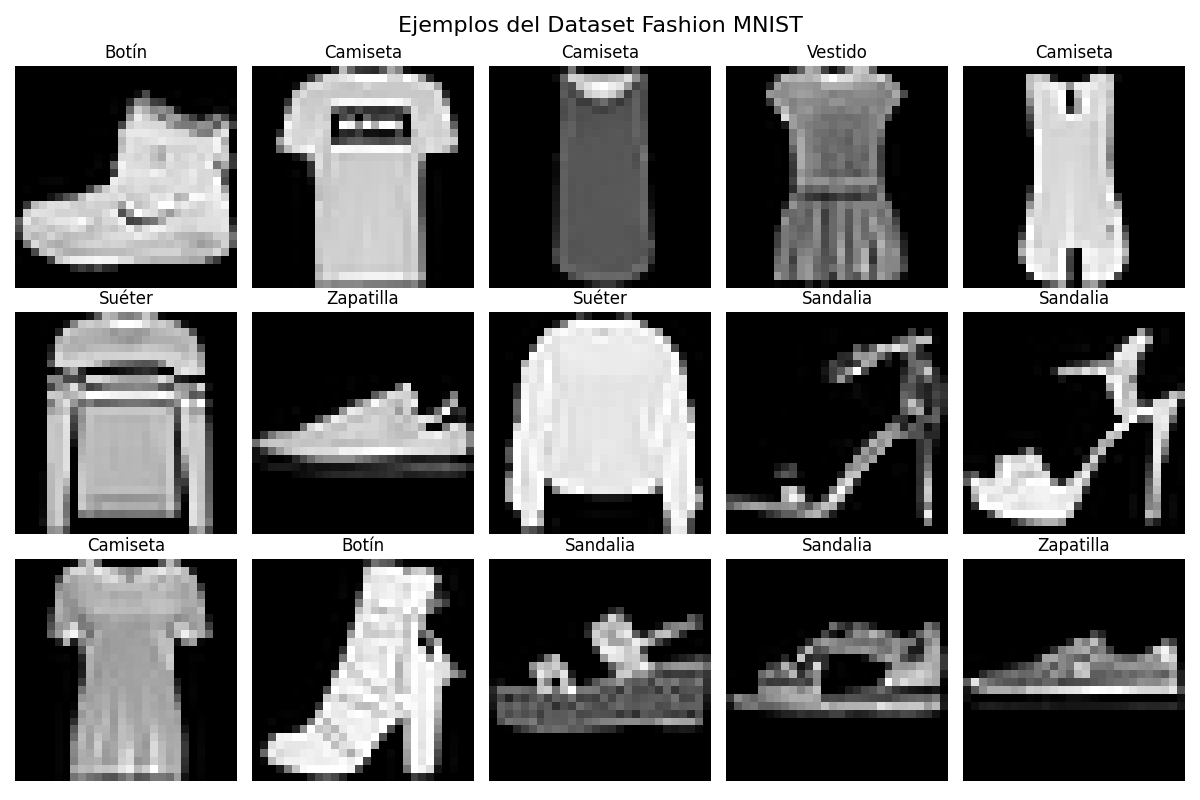 Ejemplos del Dataset Fashion MNIST
Botín
Camiseta
Camiseta
Vestido
Camiseta
Suéter
Zapatilla
Suéter
Sandalia
Sandalia
Camiseta
Botín
Sandalia
Sandalia
Zapatilla